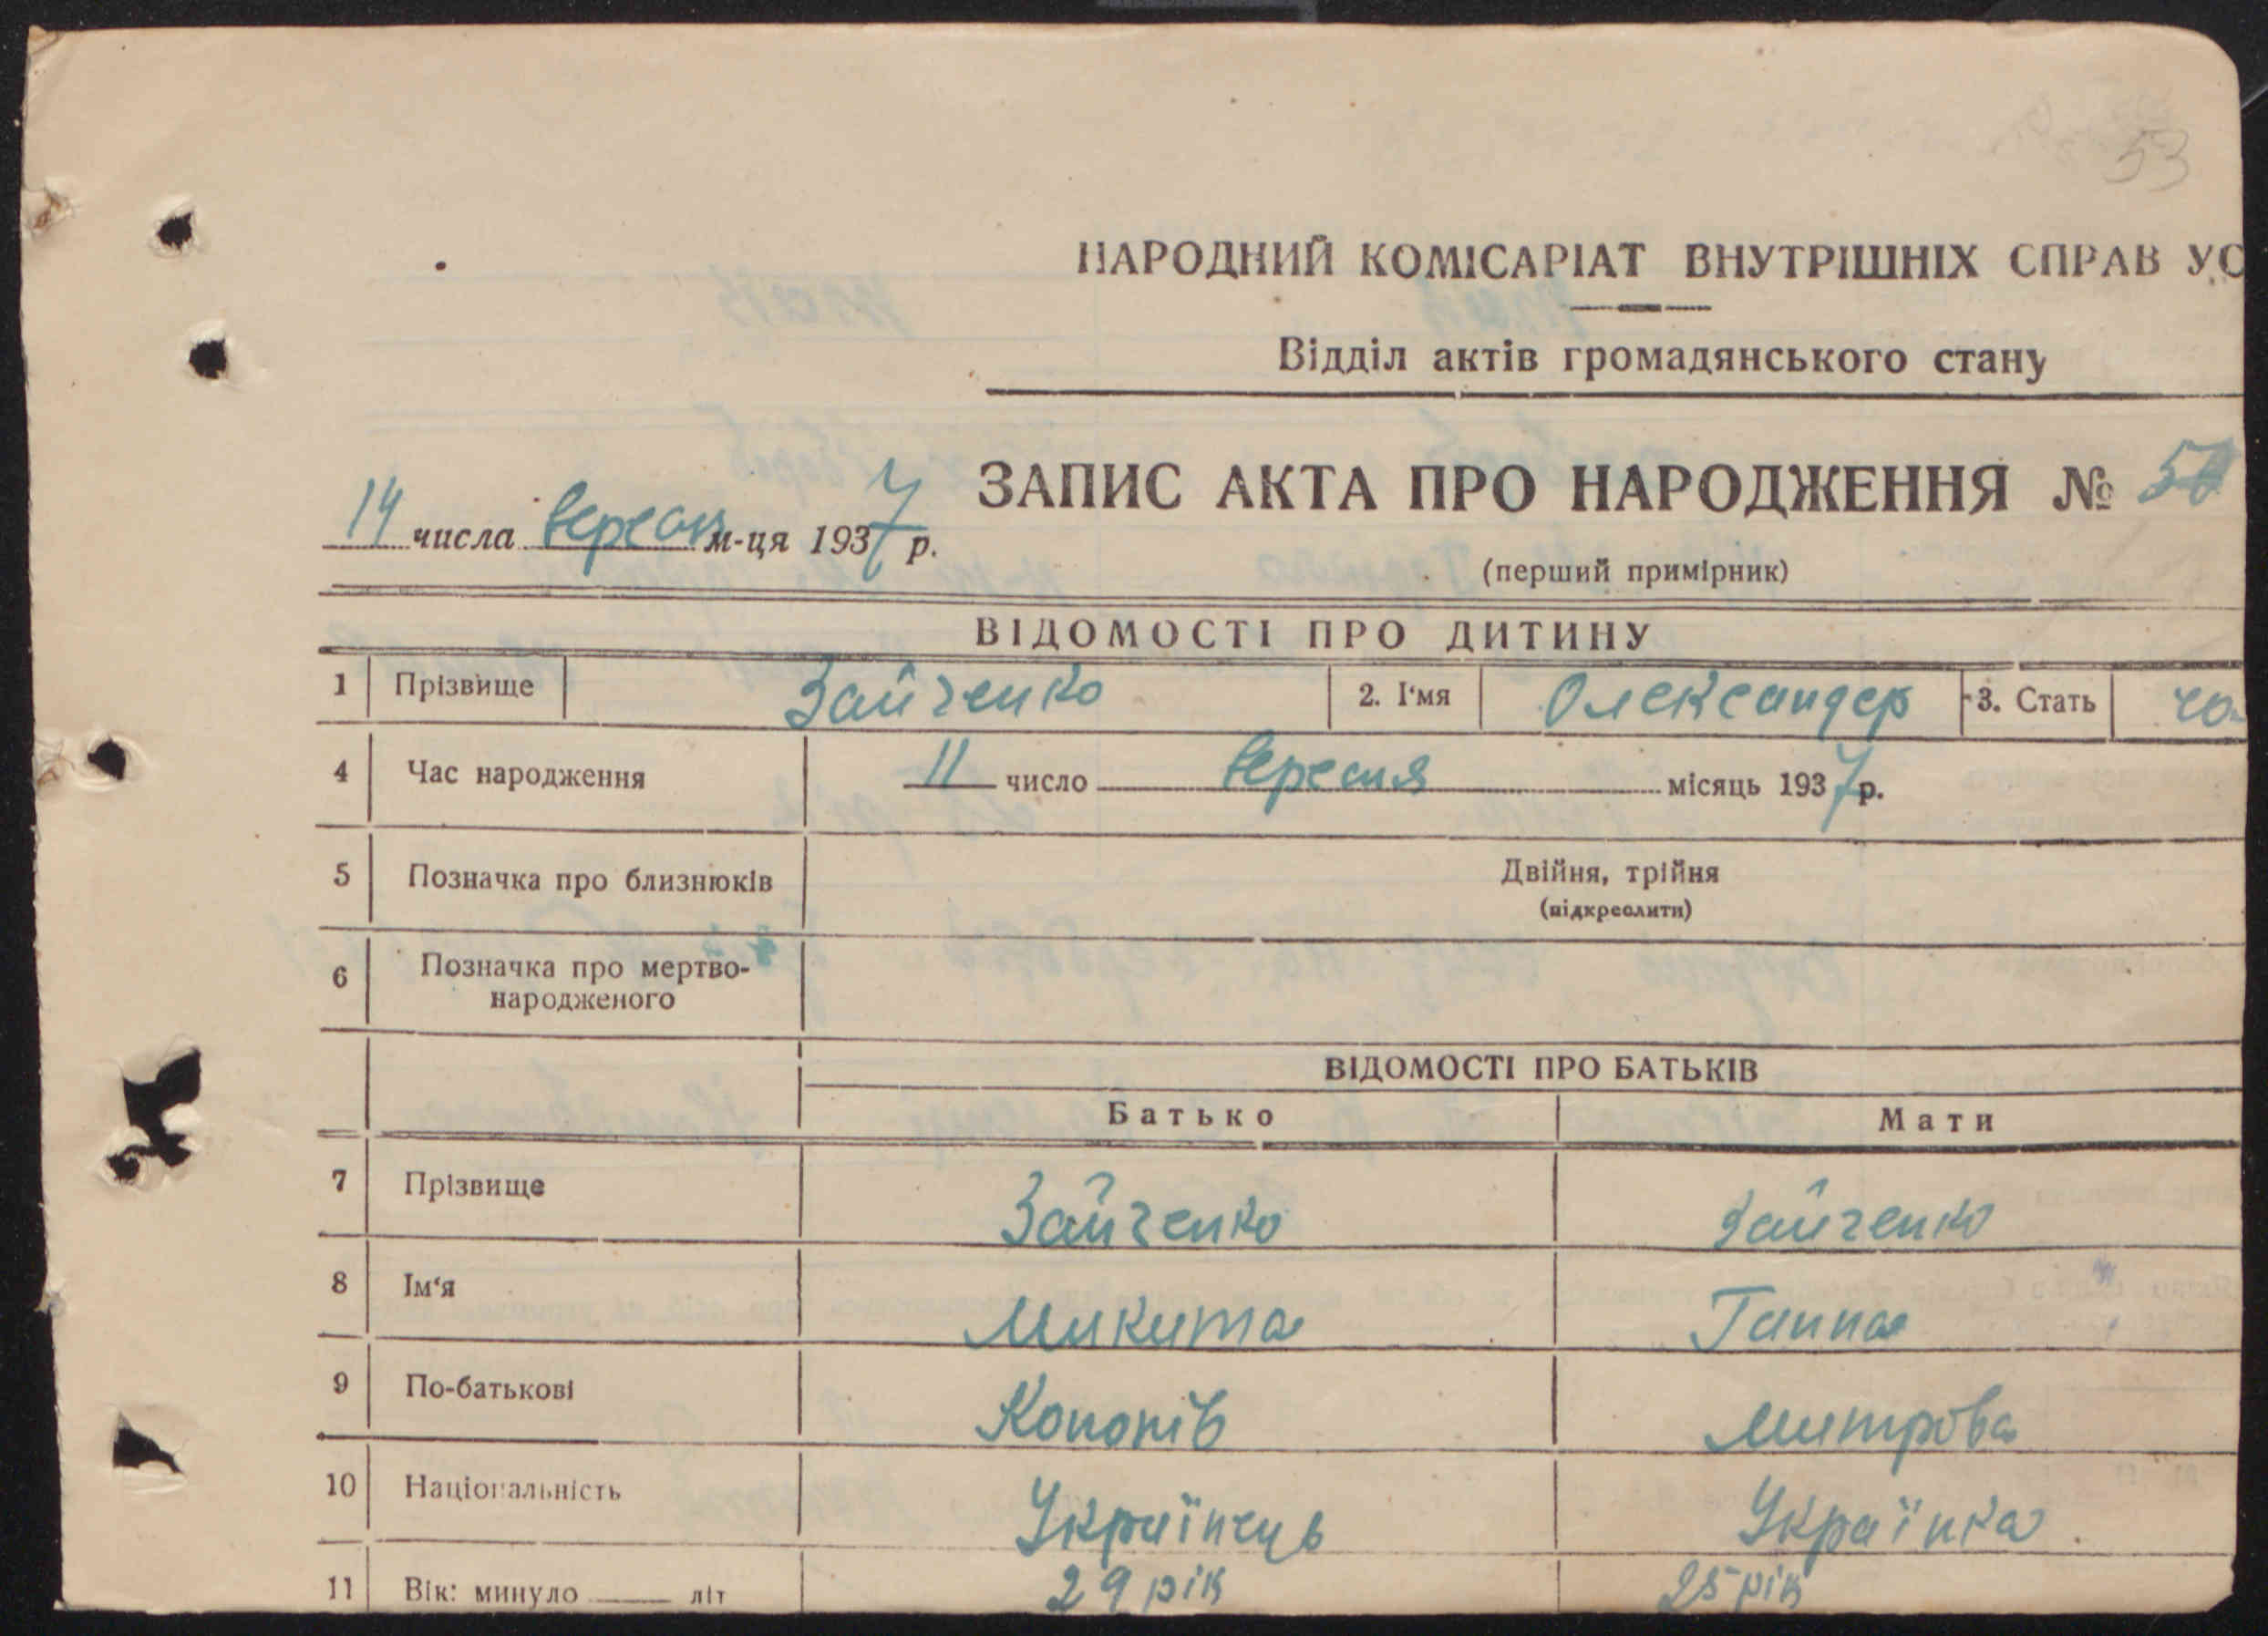 53
НАРОДНИЙ КОМІСАРІАТ ВНУТРІШНІХ СПРАВ УС
Відділ актів громадянського стану
ЗАПИС АКТА ПРО НАРОДЖЕННЯ №
14 числа вересня м-ця 1937 р.
(перший примірник)
ВІДОМОСТІ ПРО ДИТИНУ
1 Прізвище Зайченко 2. І'мя Олександер 3. Стать чо
4 Час народження 11 число вересня місяць 1937 р.
5 Позначка про близнюків Двійня, трійня
(підкреслити)
6 Позначка про мертво-
народженого
ВІДОМОСТІ ПРО БАТЬКІВ
Батько Мати
7 Прізвище Зайченко Зайченко
8 Ім'я Микита Ганна
9 По-батькові Кононів Митрова
10 Національність Українець Українка
11 Вік: минуло ____ літ 29 рік 25 рік